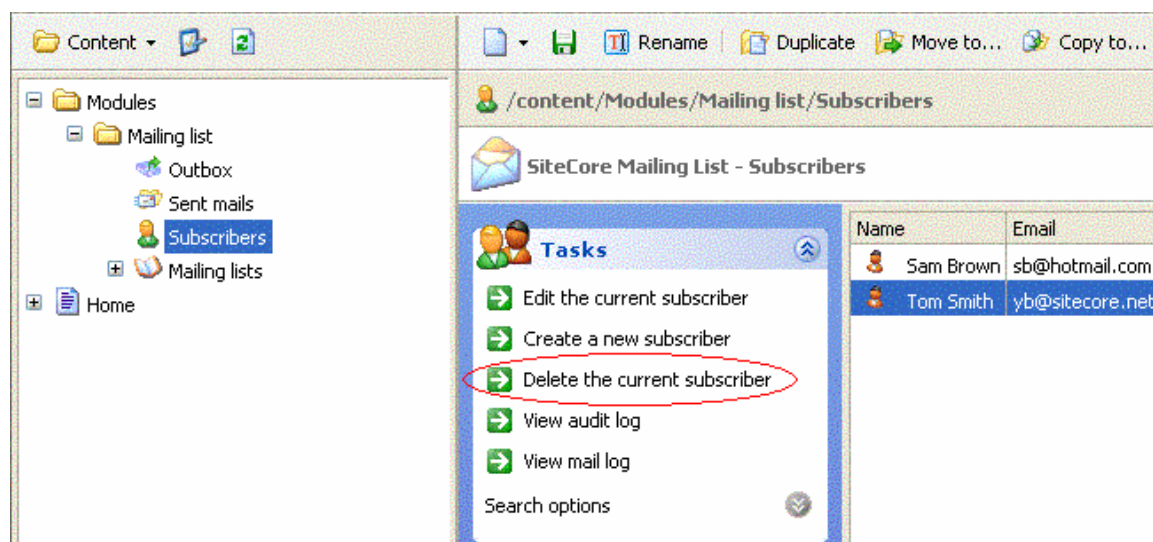 Content
Rename
Duplicate
Move to...
Copy to...
Modules
Mailing list
Outbox
Sent mails
Subscribers
Mailing lists
Home
/content/Modules/Mailing list/Subscribers
SiteCore Mailing List - Subscribers
Tasks
Edit the current subscriber
Create a new subscriber
Delete the current subscriber
View audit log
View mail log
Search options
Name Email
Sam Brown sb@hotmail.com
Tom Smith yb@sitecore.net